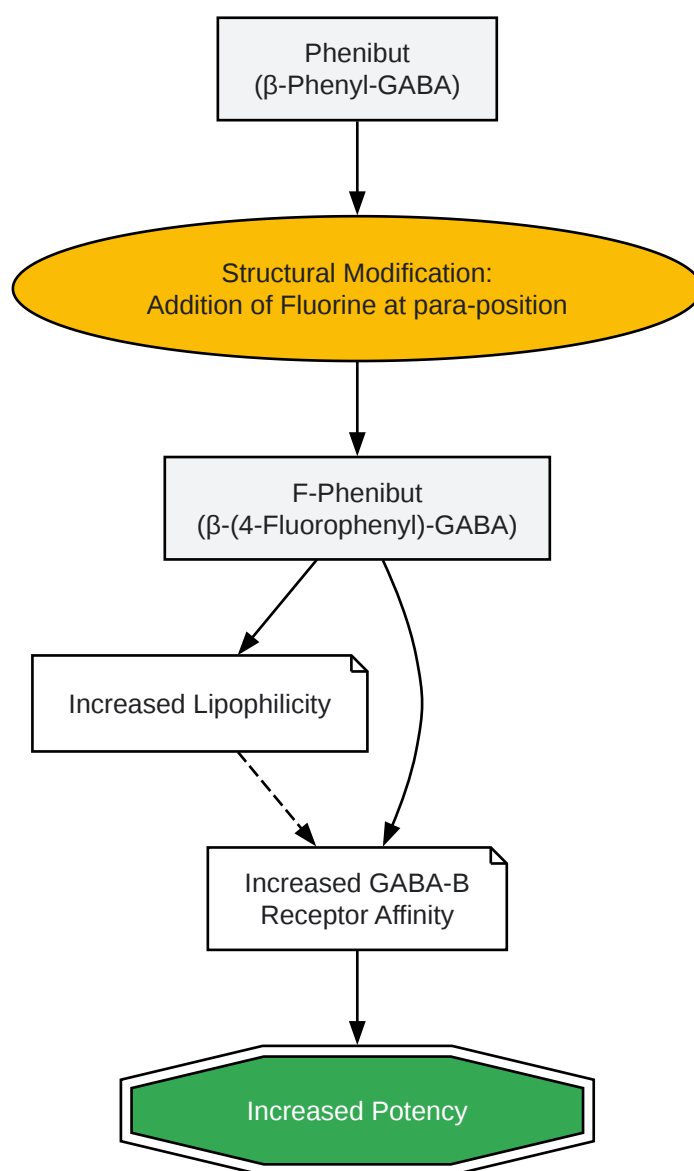 Phenibut
(β-Phenyl-GABA)
Structural Modification:
Addition of Fluorine at para-position
F-Phenibut
(β-(4-Fluorophenyl)-GABA)
Increased Lipophilicity
Increased GABA-B
Receptor Affinity
Increased Potency